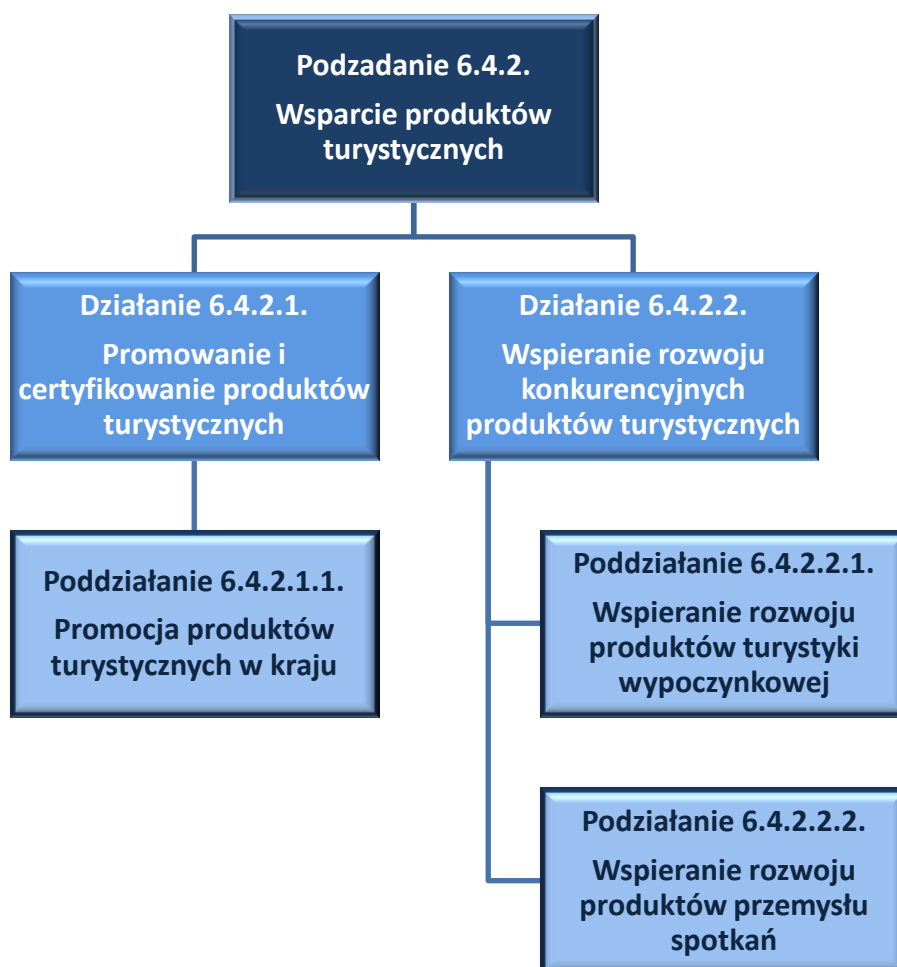 Podzadanie 6.4.2.
Wsparcie produktów
turystycznych
Działanie 6.4.2.1.
Promowanie i
certyfikowanie produktów
turystycznych
Działanie 6.4.2.2.
Wspieranie rozwoju
konkurencyjnych
produktów turystycznych
Poddziałanie 6.4.2.1.1.
Promocja produktów
turystycznych w kraju
Poddziałanie 6.4.2.2.1.
Wspieranie rozwoju
produktów turystyki
wypoczynkowej
Podziałanie 6.4.2.2.2.
Wspieranie rozwoju
produktów przemysłu
spotkań